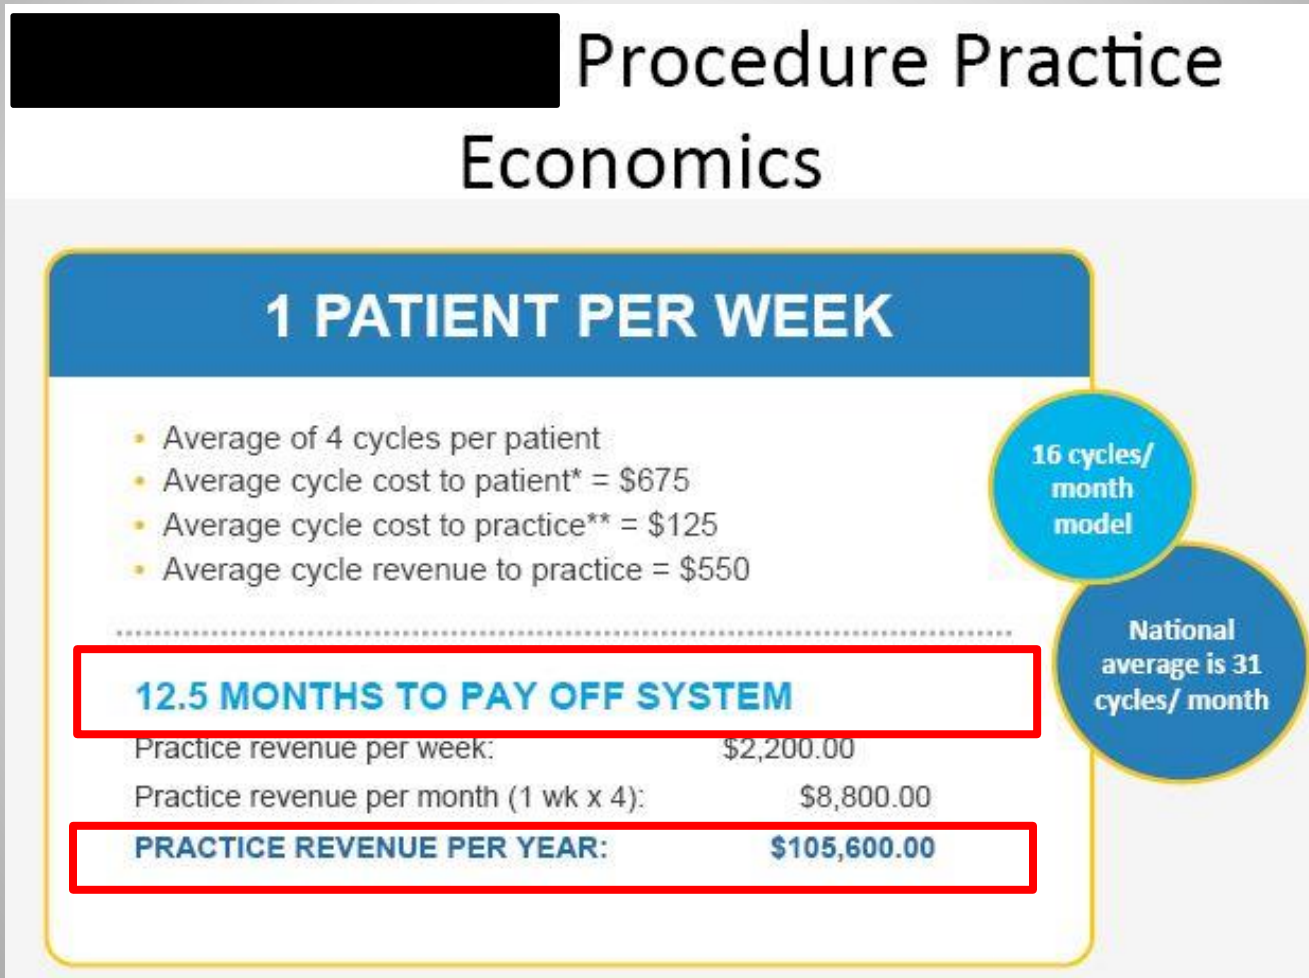 Procedure Practice
Economics
1 PATIENT PER WEEK
• Average of 4 cycles per patient
• Average cycle cost to patient* = $675
• Average cycle cost to practice** = $125
• Average cycle revenue to practice = $550
16 cycles/
month
model
National
average is 31
cycles/ month
12.5 MONTHS TO PAY OFF SYSTEM
Practice revenue per week: $2,200.00
Practice revenue per month (1 wk x 4): $8,800.00
PRACTICE REVENUE PER YEAR: $105,600.00